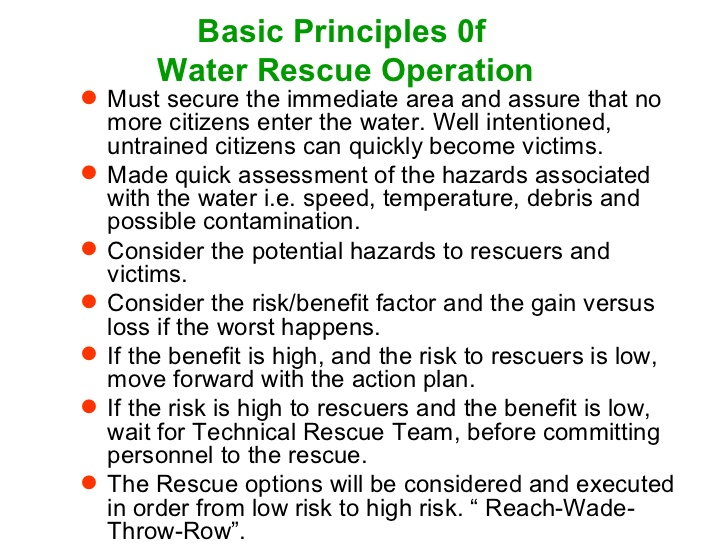 Basic Principles 0f
Water Rescue Operation
Must secure the immediate area and assure that no
more citizens enter the water. Well intentioned,
untrained citizens can quickly become victims.
Made quick assessment of the hazards associated
with the water i.e. speed, temperature, debris and
possible contamination.
Consider the potential hazards to rescuers and
victims.
Consider the risk/benefit factor and the gain versus
loss if the worst happens.
If the benefit is high, and the risk to rescuers is low,
move forward with the action plan.
If the risk is high to rescuers and the benefit is low,
wait for Technical Rescue Team, before committing
personnel to the rescue.
The Rescue options will be considered and executed
in order from low risk to high risk. “ Reach-Wade-
Throw-Row”.